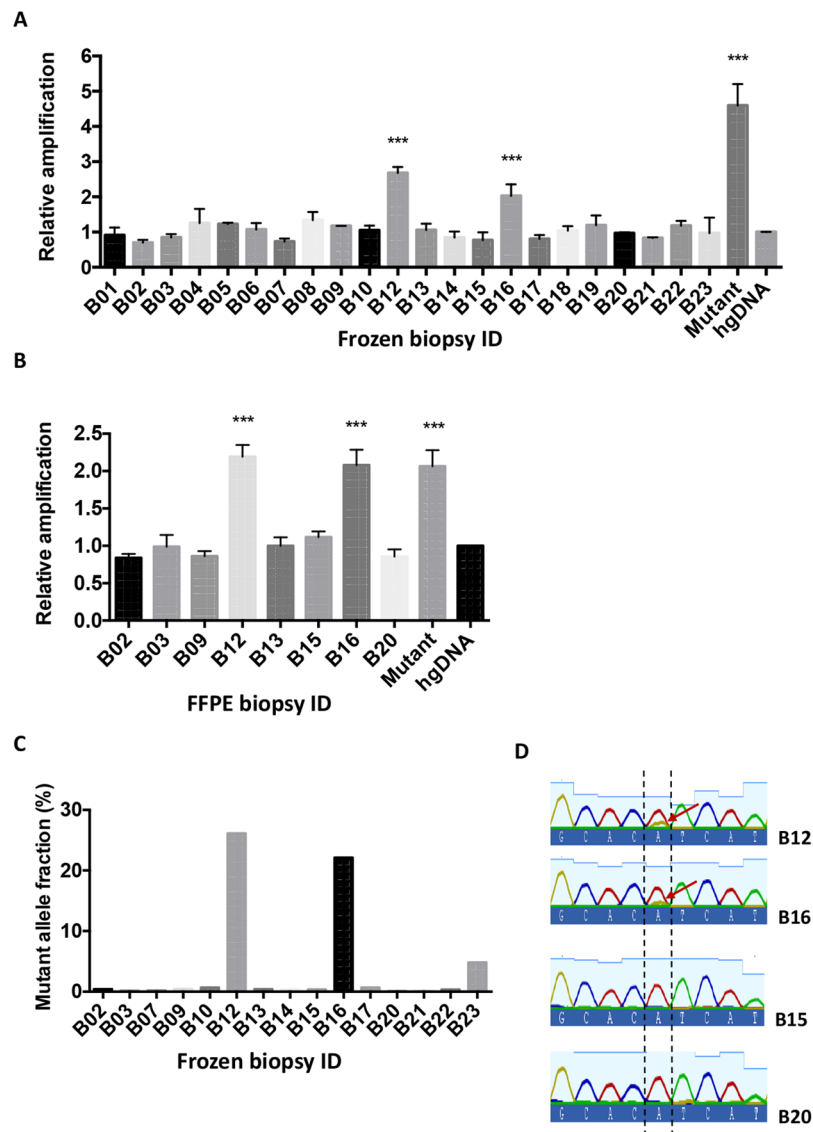 A
Relative amplification
6
5
4
3
2
1
0
***
***
***
B01
B02
B03
B04
B05
B06
B07
B08
B09
B10
B12
B13
B14
B15
B16
B17
B18
B19
B20
B21
B22
B23
Mutant
hgDNA
Frozen biopsy ID
B
Relative amplification
2.5
2.0
1.5
1.0
0.5
0.0
***
***
***
B02
B03
B09
B12
B13
B15
B16
B20
Mutant
hgDNA
FFPE biopsy ID
C
Mutant allele fraction (%)
30
20
10
0
B02
B03
B07
B09
B10
B12
B13
B14
B15
B16
B17
B20
B21
B22
B23
Frozen biopsy ID
D
G C A C A T C A T
B12
G C A C A T C A T
B16
G C A C A T C A T
B15
G C A C A T C A T
B20